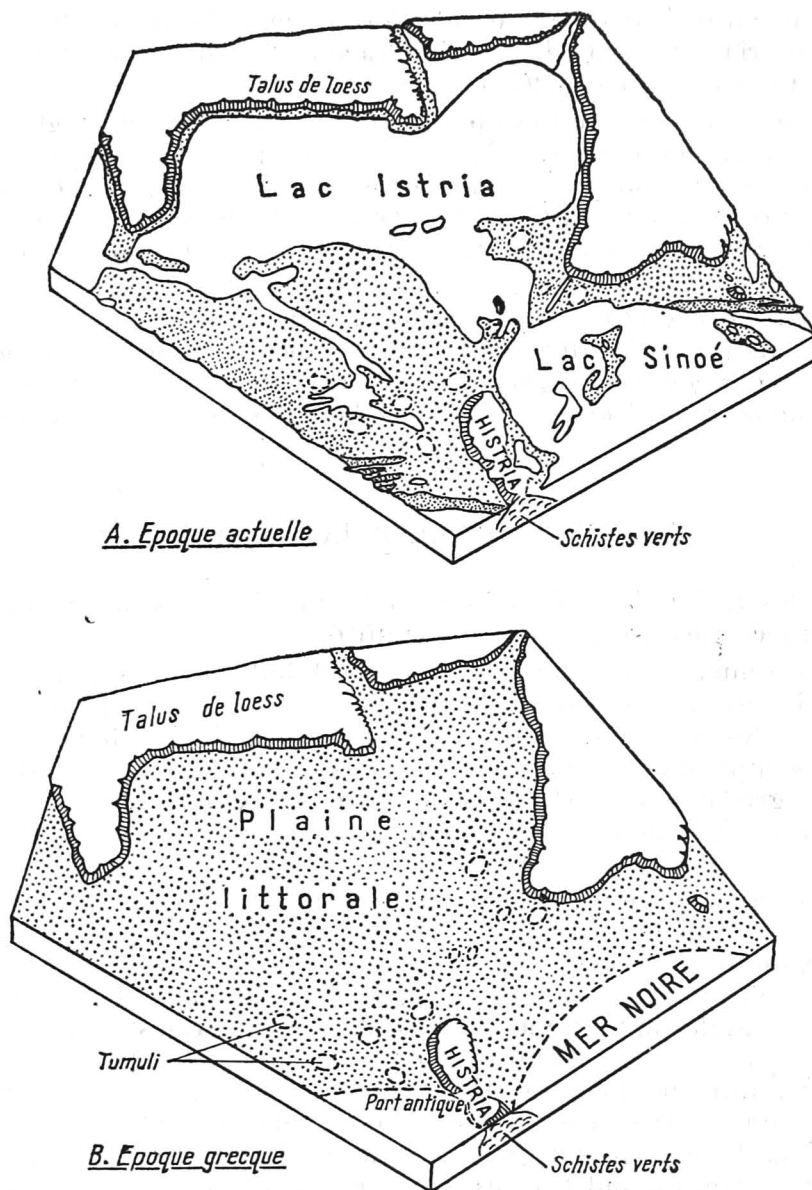 Talus de loess
Lac Istria
Lac Sinoé
HISTRIA
A. Epoque actuelle
Schistes verts
Talus de loess
Plaine
littorale
MER NOIRE
HISTRIA
Tumuli
Port antique
B. Epoque grecque
Schistes verts